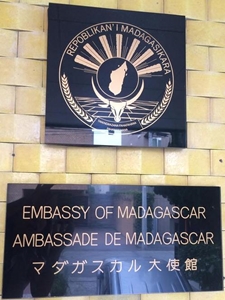 REPOBLIKAN'I MADAGASIKARA
EMBASSY OF MADAGASCAR
AMBASSADE DE MADAGASCAR
マダガスカル大使館